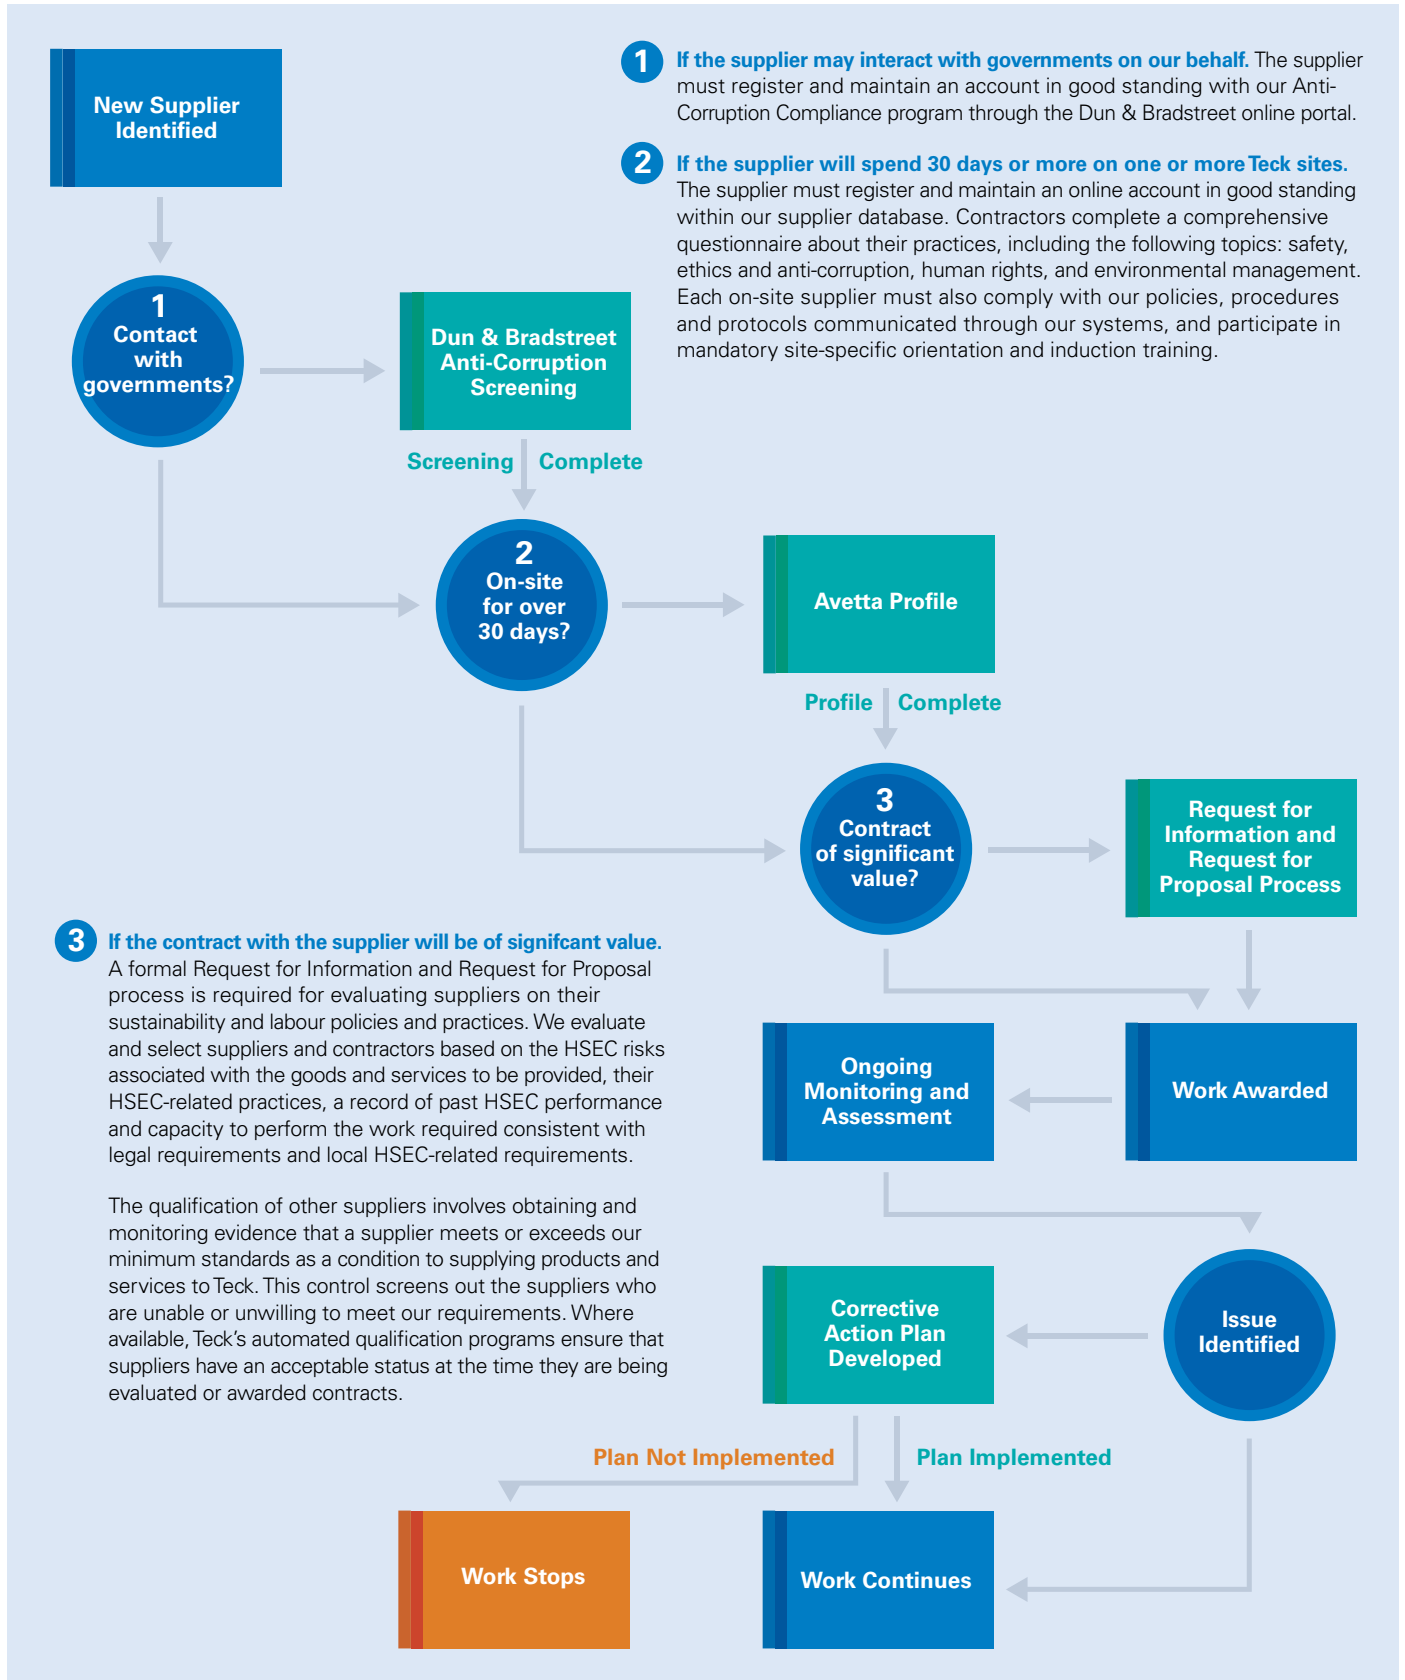 New Supplier
Identified
1
If the supplier may interact with governments on our behalf. The supplier
must register and maintain an account in good standing with our Anti-
Corruption Compliance program through the Dun & Bradstreet online portal.
2
If the supplier will spend 30 days or more on one or more Teck sites.
The supplier must register and maintain an online account in good standing
within our supplier database. Contractors complete a comprehensive
questionnaire about their practices, including the following topics: safety,
ethics and anti-corruption, human rights, and environmental management.
Each on-site supplier must also comply with our policies, procedures
and protocols communicated through our systems, and participate in
mandatory site-specific orientation and induction training.
1
Contact
with
governments?
Dun & Bradstreet
Anti-Corruption
Screening
Screening Complete
2
On-site
for over
30 days?
Avetta Profile
Profile Complete
3
Contract
of significant
value?
Request for
Information and
Request for
Proposal Process
3
If the contract with the supplier will be of signifcant value.
A formal Request for Information and Request for Proposal
process is required for evaluating suppliers on their
sustainability and labour policies and practices. We evaluate
and select suppliers and contractors based on the HSEC risks
associated with the goods and services to be provided, their
HSEC-related practices, a record of past HSEC performance
and capacity to perform the work required consistent with
legal requirements and local HSEC-related requirements.
The qualification of other suppliers involves obtaining and
monitoring evidence that a supplier meets or exceeds our
minimum standards as a condition to supplying products and
services to Teck. This control screens out the suppliers who
are unable or unwilling to meet our requirements. Where
available, Teck's automated qualification programs ensure that
suppliers have an acceptable status at the time they are being
evaluated or awarded contracts.
Ongoing
Monitoring and
Assessment
Work Awarded
Corrective
Action Plan
Developed
Issue
Identified
Plan Not Implemented
Plan Implemented
Work Stops
Work Continues